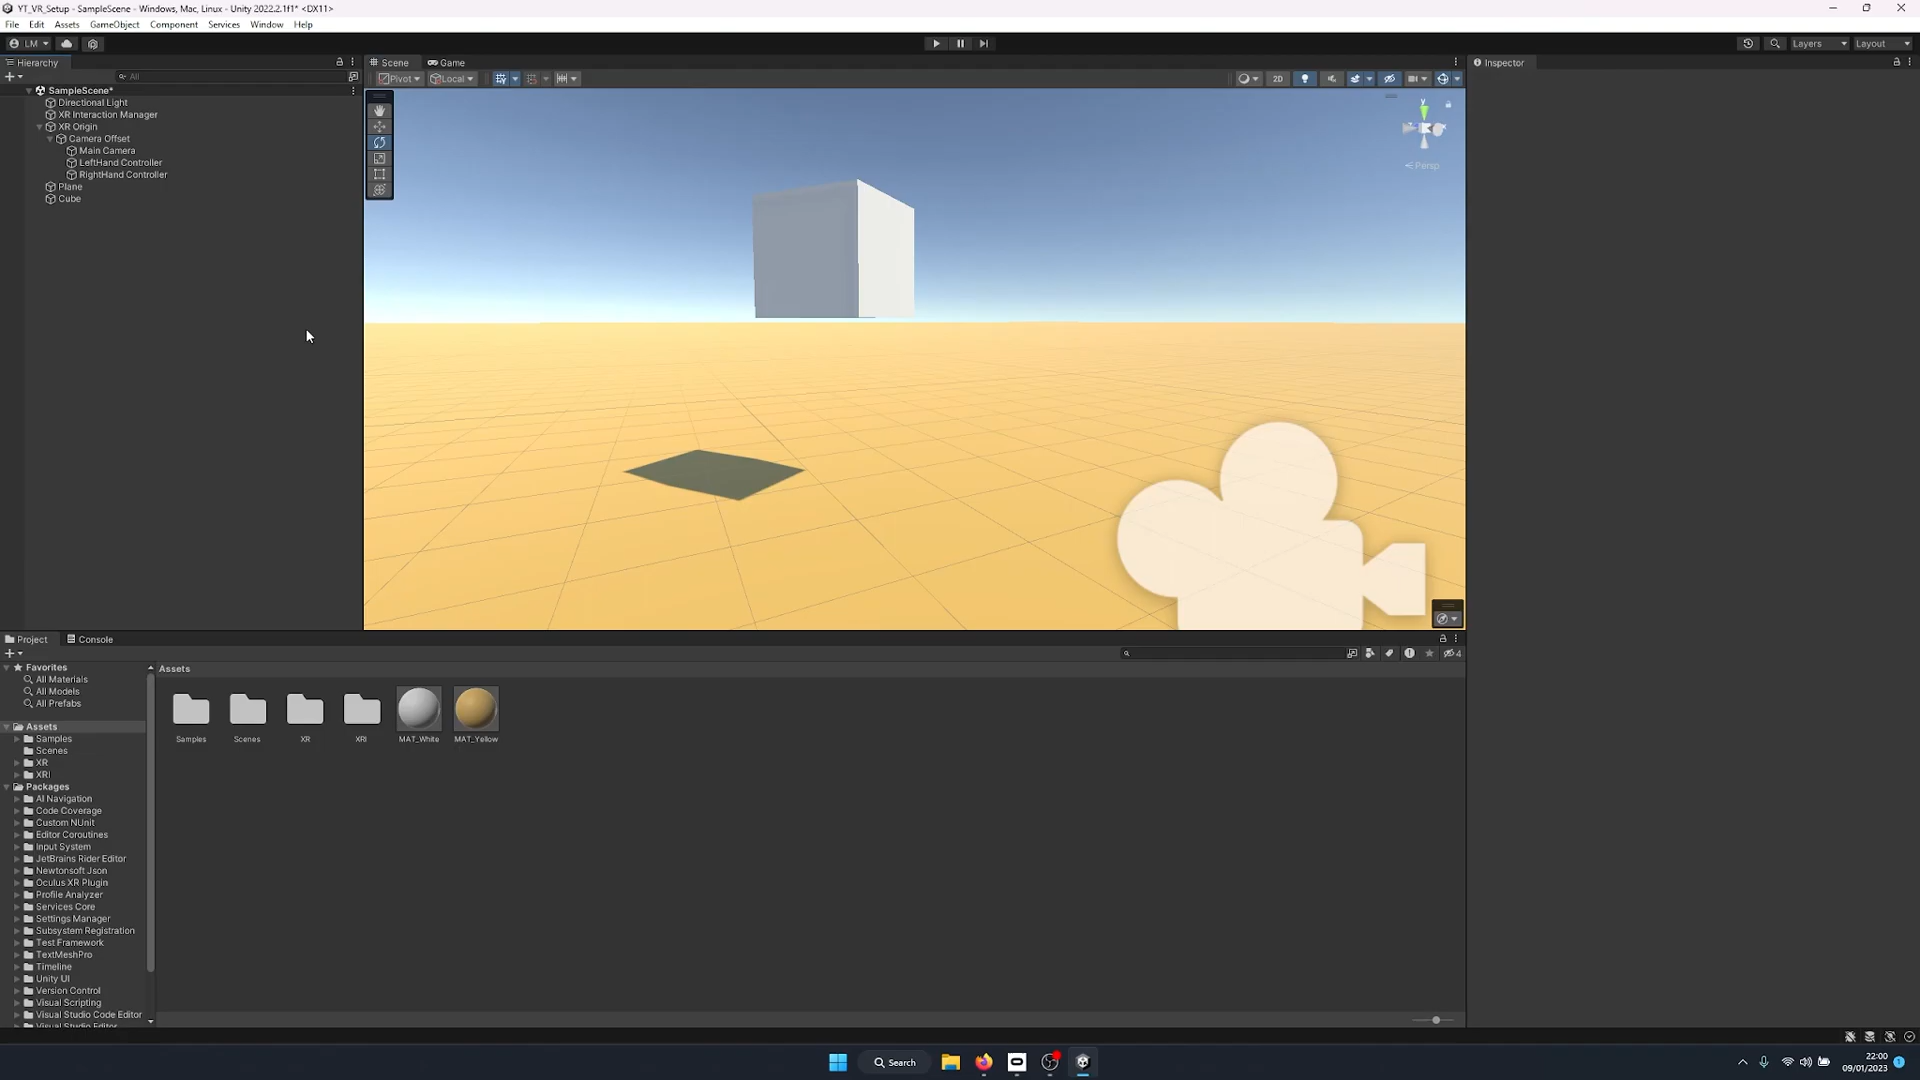 YT_VR_Setup - SampleScene - Windows, Mac, Linux - Unity 2022.2.1f1* <DX11>
File Edit Assets GameObject Component Services Window Help
LM Layers Layout
Hierarchy Scene Game Inspector
All Pivot Local 2D
SampleScene*
Directional Light
XR Interaction Manager
XR Origin
Camera Offset
Main Camera
LeftHand Controller
RightHand Controller
Plane
Cube
y
Persp
Project Console
4
Favorites
All Materials
All Models
All Prefabs
Assets
Samples
Scenes
XR
XRI
Packages
AI Navigation
Code Coverage
Custom NUnit
Editor Coroutines
Input System
JetBrains Rider Editor
Newtonsoft Json
Oculus XR Plugin
Profile Analyzer
Services Core
Settings Manager
Subsystem Registration
Test Framework
TextMeshPro
Timeline
Unity UI
Version Control
Visual Scripting
Visual Studio Code Editor
Visual Studio Editor
Assets
Samples Scenes XR XRI MAT_White MAT_Yellow
Search
22:00
09/01/2023
1